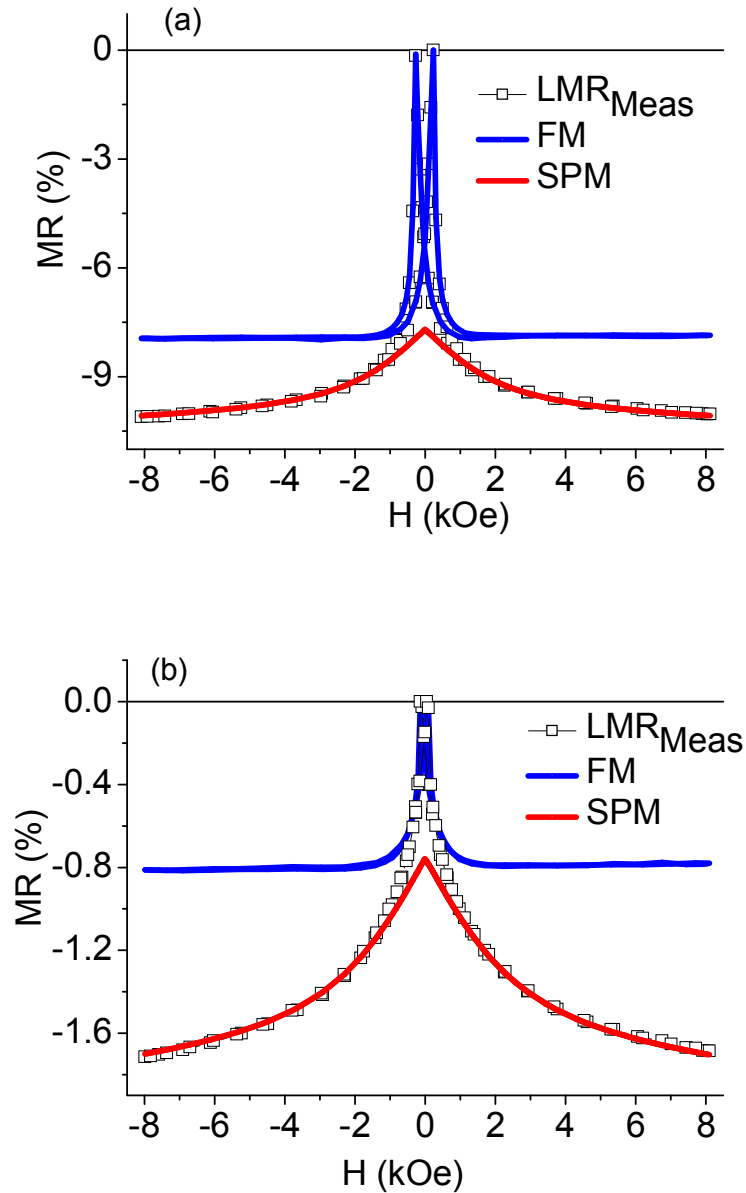 (a)
0
-3
-6
-9
MR (%)
LMR_Meas
FM
SPM
-8 -6 -4 -2 0 2 4 6 8
H (kOe)
(b)
0.0
-0.4
-0.8
-1.2
-1.6
MR (%)
LMR_Meas
FM
SPM
-8 -6 -4 -2 0 2 4 6 8
H (kOe)